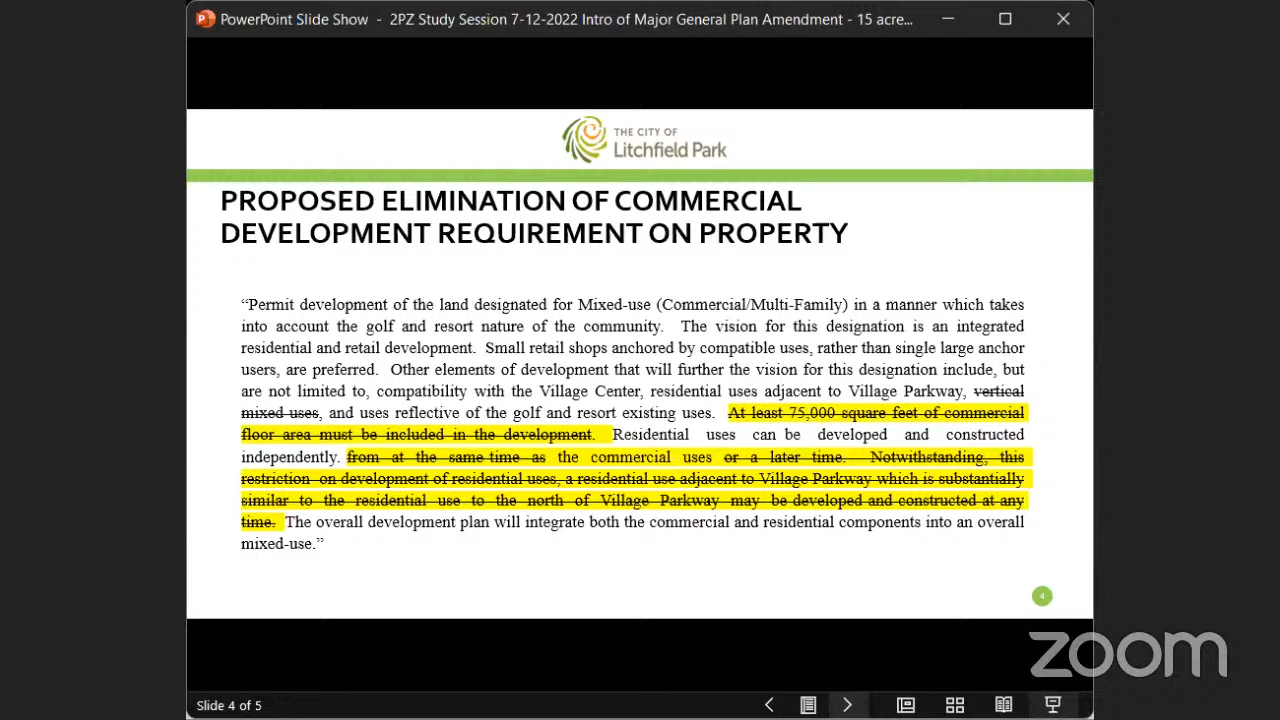 PowerPoint Slide Show - 2PZ Study Session 7-12-2022 Intro of Major General Plan Amendment - 15 acre...
THE CITY OF
Litchfield Park
PROPOSED ELIMINATION OF COMMERCIAL
DEVELOPMENT REQUIREMENT ON PROPERTY
“Permit development of the land designated for Mixed-use (Commercial/Multi-Family) in a manner which takes
into account the golf and resort nature of the community. The vision for this designation is an integrated
residential and retail development. Small retail shops anchored by compatible uses, rather than single large anchor
users, are preferred. Other elements of development that will further the vision for this designation include, but
are not limited to, compatibility with the Village Center, residential uses adjacent to Village Parkway, vertical
mixed uses, and uses reflective of the golf and resort existing uses. At least 75,000 square feet of commercial
floor area must be included in the development. Residential uses can be developed and constructed
independently. from at the same time as the commercial uses or a later time. Notwithstanding, this
restriction on development of residential uses, a residential use adjacent to Village Parkway which is substantially
similar to the residential use to the north of Village Parkway may be developed and constructed at any
time. The overall development plan will integrate both the commercial and residential components into an overall
mixed-use.”
4
zoom
Slide 4 of 5